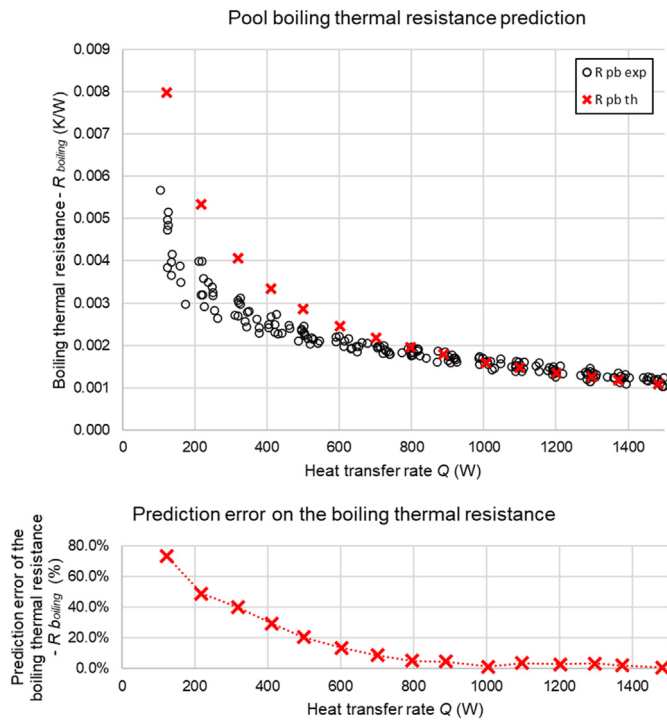 Pool boiling thermal resistance prediction
Boiling thermal resistance - R boiling (K/W)
0.009
0.008
0.007
0.006
0.005
0.004
0.003
0.002
0.001
0.000
R pb exp
R pb th
0 200 400 600 800 1000 1200 1400
Heat transfer rate Q (W)
Prediction error on the boiling thermal resistance
Prediction error of the
boiling thermal resistance
- R boiling (%)
80.0%
60.0%
40.0%
20.0%
0.0%
0 200 400 600 800 1000 1200 1400
Heat transfer rate Q (W)